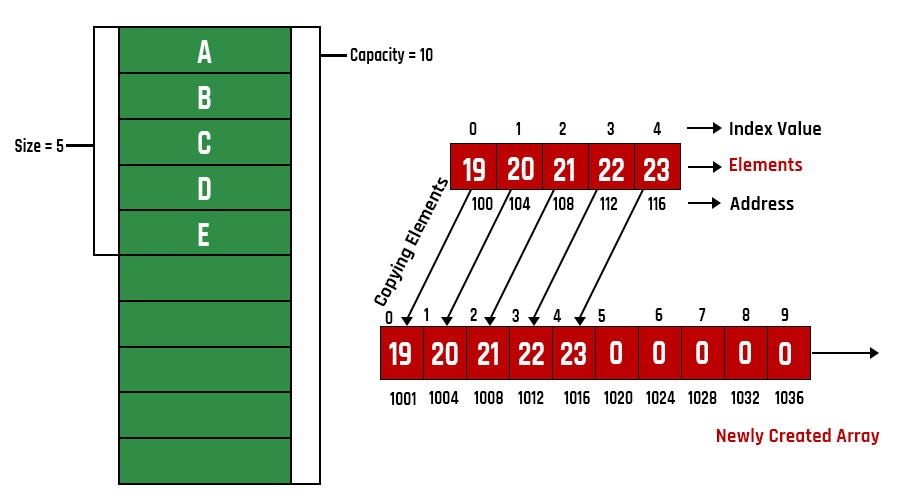 A
B
C
D
E
Size = 5
Capacity = 10
0 1 2 3 4 Index Value
19 20 21 22 23 Elements
100 104 108 112 116 Address
Copying Elements
0 1 2 3 4 5 6 7 8 9
19 20 21 22 23 0 0 0 0 0
1001 1004 1008 1012 1016 1020 1024 1028 1032 1036
Newly Created Array